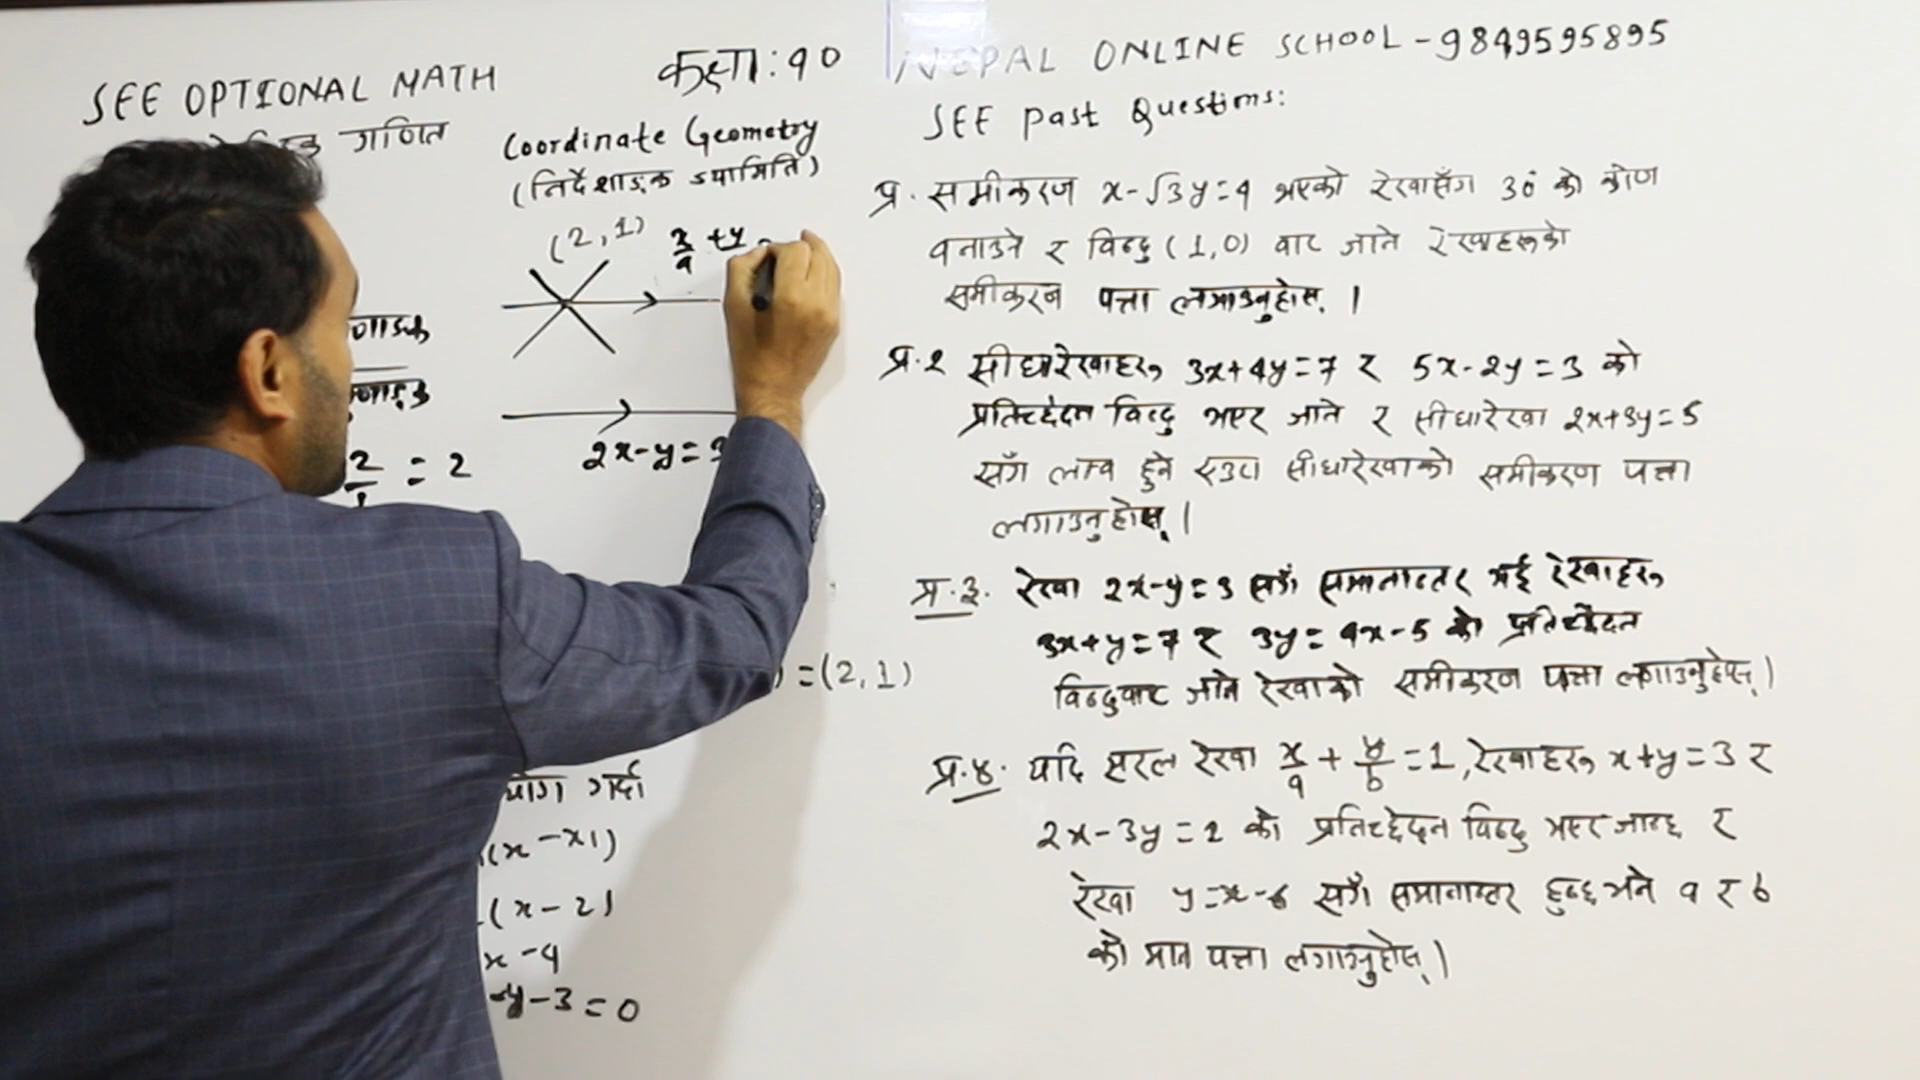 SEE OPTIONAL MATH
कक्षा: १०
गणित
Coordinate Geometry
(निर्देशाङ्क ज्यामिति)
(2, 1)
x/a + y
2x-y=3
2/1 = 2
= (2, 1)
(x-x1)
(x-2)
x-4
-y-3=0
NEPAL ONLINE SCHOOL - 9849595895
SEE Past Questions:
प्र. समीकरण x-√3y=4 भएको रेखासँग 30° को कोण
बनाउने र विन्दु (1,0) बाट जाने रेखाहरूको
समीकरण पत्ता लगाउनुहोस् ।
प्र.२ सीधारेखाहरू 3x+4y=7 र 5x-2y=3 को
प्रतिच्छेदन विन्दु भएर जाने र सीधारेखा 2x+3y=5
सँग लम्ब हुने एउटा सीधारेखाको समीकरण पत्ता
लगाउनुहोस् ।
प्र.३. रेखा 2x-y=3 सँग समानान्तर भई रेखाहरू
3x+y=7 र 3y=4x-5 को प्रतिच्छेदन
विन्दुबाट जाने रेखाको समीकरण पत्ता लगाउनुहोस् ।
प्र.४. यदि सरल रेखा x/a + y/b = 1, रेखाहरू x+y=3 र
2x-3y=1 को प्रतिच्छेदन विन्दु भएर जान्छ र
रेखा y=x-6 सँग समानान्तर हुन्छ भने a र b
को मान पत्ता लगाउनुहोस् ।